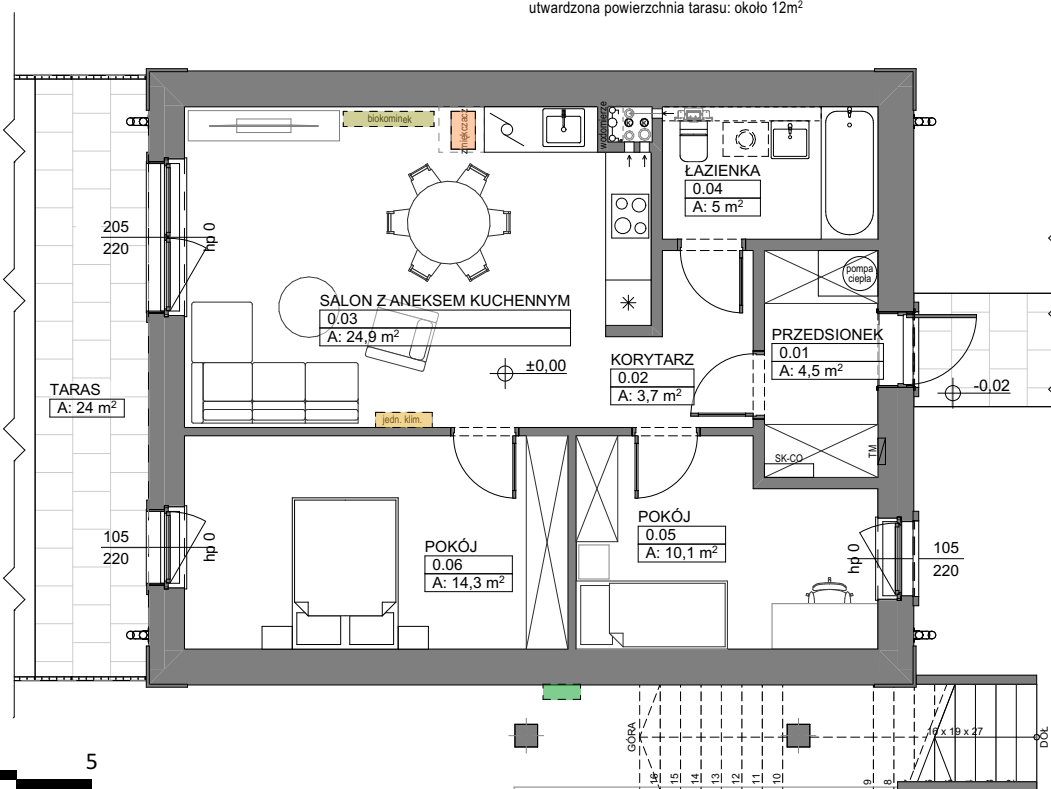 utwardzona powierzchnia tarasu: około 12m²
biokominek
zmiękczacz
wodomierze
ŁAZIENKA
0.04
A: 5 m²
205
220
hp 0
pompa
ciepła
SALON Z ANEKSEM KUCHENNYM
0.03
A: 24,9 m²
PRZEDSIONEK
0.01
A: 4,5 m²
KORYTARZ
0.02
A: 3,7 m²
±0,00
-0,02
TARAS
A: 24 m²
jedn. klim.
SK-CO
TM
POKÓJ
0.05
A: 10,1 m²
POKÓJ
0.06
A: 14,3 m²
105
220
hp 0
hp 0
105
220
GÓRA
16 x 19 x 27
DÓŁ
5
16
15
14
13
12
11
10
9
8